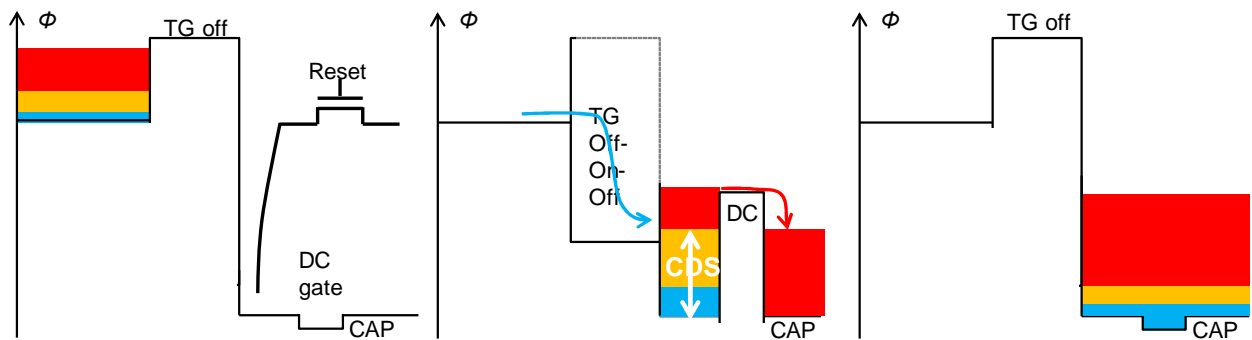 Φ
TG off
Reset
DC
gate
CAP
Φ
TG
Off-
On-
Off
DC
CDS
CAP
Φ
TG off
CAP